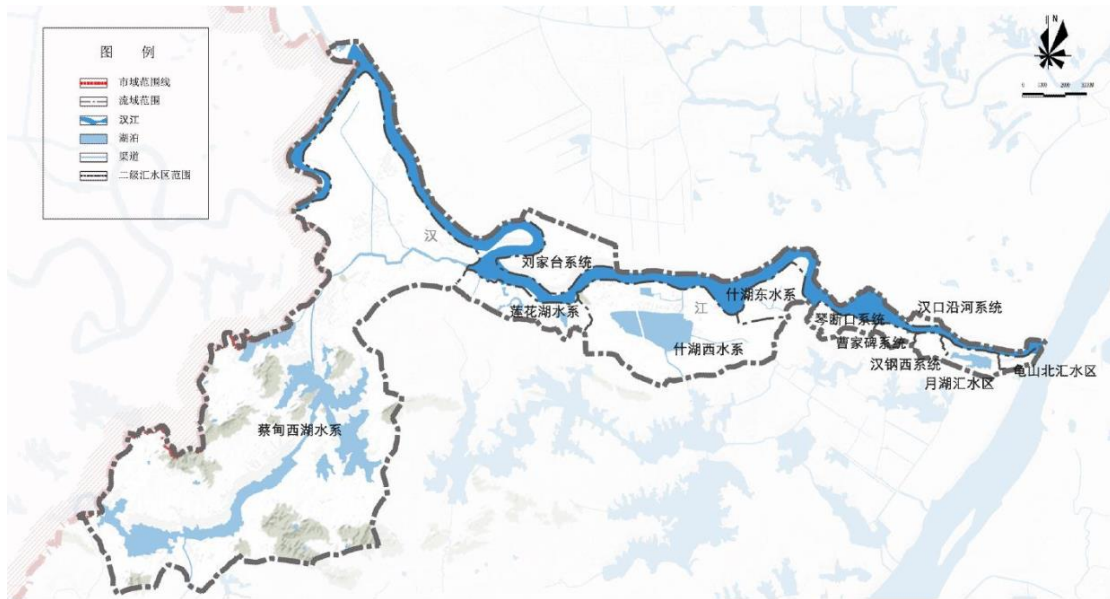 N
图 例
市域范围线
流域范围
汉江
湖泊
渠道
二级汇水区范围
汉
刘家台系统
莲花湖水系
江
什湖东水系
什湖西水系
琴断口系统
汉口沿河系统
曹家碑系统
汉钢西系统
月湖汇水区
龟山北汇水区
蔡甸西湖水系